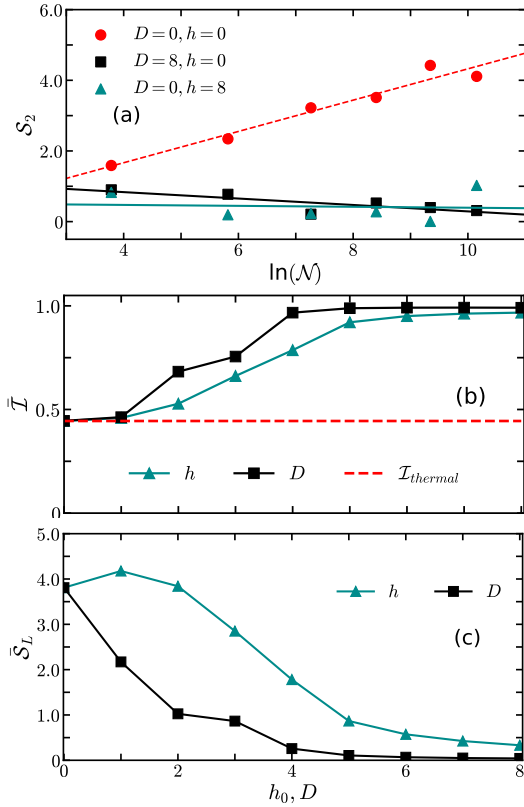 6.0
4.0
2.0
0
S₂
D = 0, h = 0
D = 8, h = 0
D = 0, h = 8
(a)
4
6
8
10
ln(𝒩)
1.0
0.5
0
ℐ̄
(b)
h
D
ℐ_thermal
5.0
4.0
3.0
2.0
1.0
0
𝒮̄_L
h
D
(c)
0
2
4
6
8
h₀, D